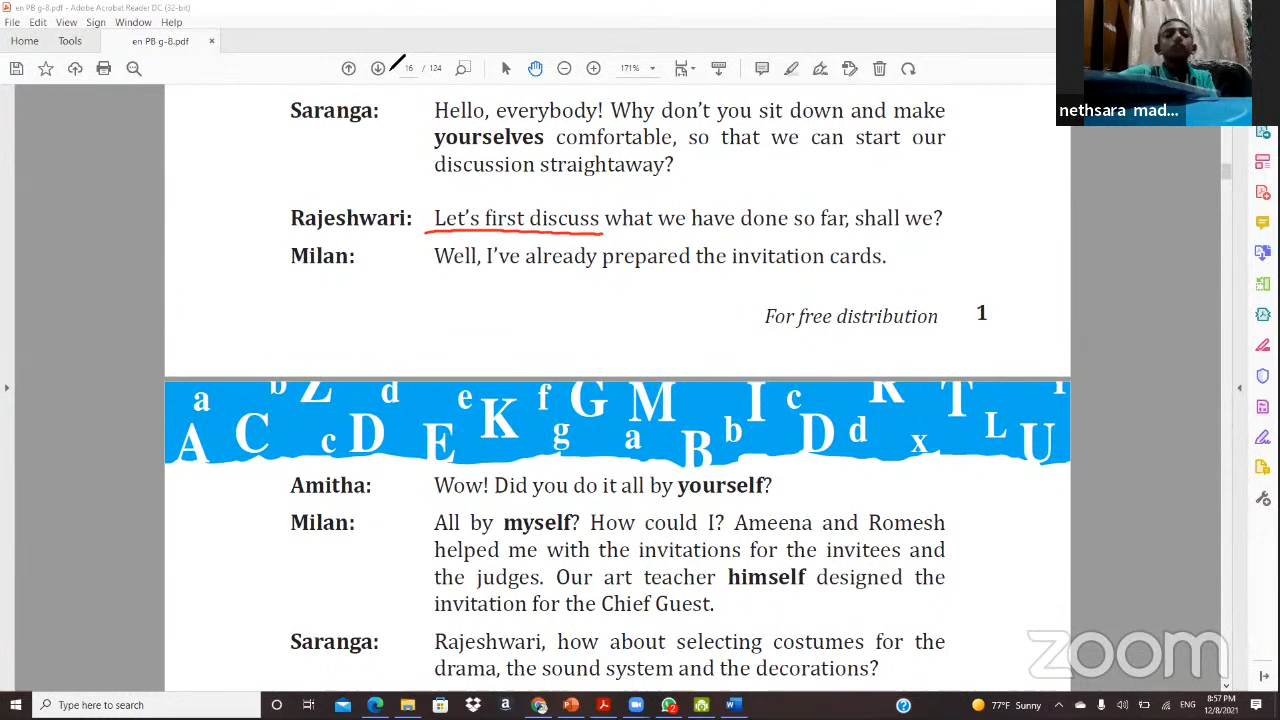 en PB g-8.pdf - Adobe Acrobat Reader DC (32-bit)
File Edit View Sign Window Help
Home Tools en PB g-8.pdf ×
16 / 124 171%
nethsara mad...
Saranga: Hello, everybody! Why don't you sit down and make
yourselves comfortable, so that we can start our
discussion straightaway?
Rajeshwari: Let's first discuss what we have done so far, shall we?
Milan: Well, I've already prepared the invitation cards.
For free distribution 1
a b Z d e K f G M I c R T
A C c D E g a B b D d x L U
Amitha: Wow! Did you do it all by yourself?
Milan: All by myself? How could I? Ameena and Romesh
helped me with the invitations for the invitees and
the judges. Our art teacher himself designed the
invitation for the Chief Guest.
Saranga: Rajeshwari, how about selecting costumes for the
drama, the sound system and the decorations?
zoom
Type here to search
77°F Sunny ENG 8:57 PM
12/8/2021